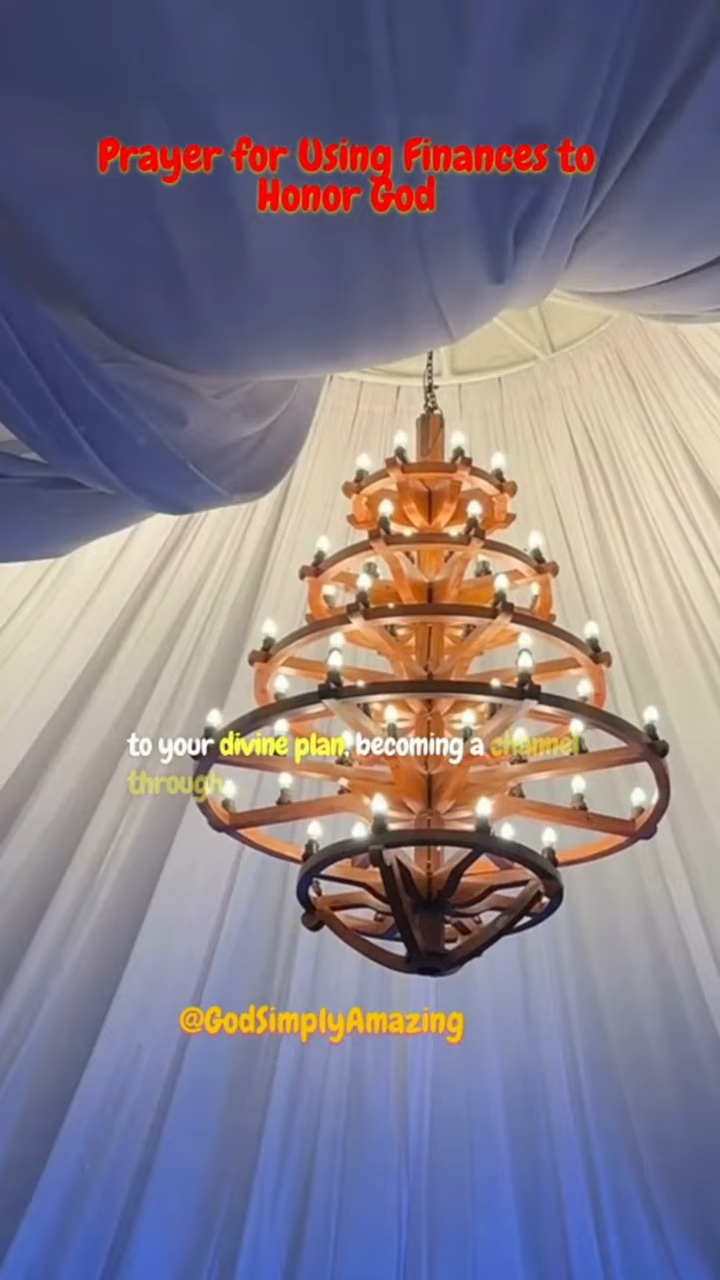 Prayer for Using Finances to
Honor God
to your divine plan, becoming a channel
through
@GodSimplyAmazing